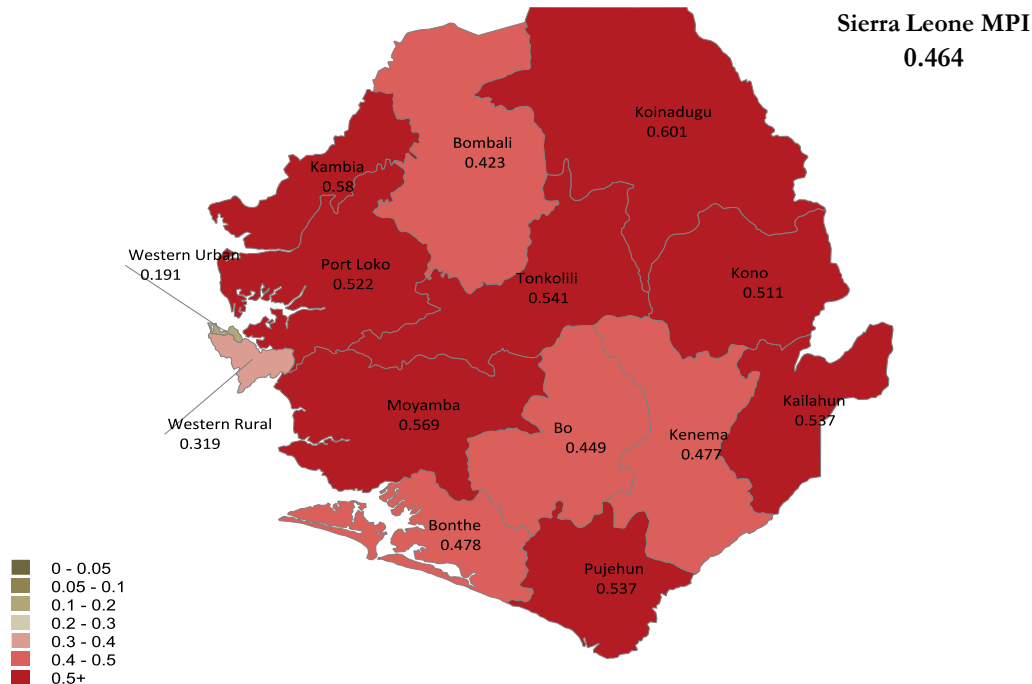 Sierra Leone MPI
0.464
Koinadugu
0.601
Bombali
0.423
Kambia
0.58
Western Urban
0.191
Port Loko
0.522
Tonkolili
0.541
Kono
0.511
Western Rural
0.319
Moyamba
0.569
Bo
0.449
Kenema
0.477
Kailahun
0.537
Bonthe
0.478
Pujehun
0.537
0 - 0.05
0.05 - 0.1
0.1 - 0.2
0.2 - 0.3
0.3 - 0.4
0.4 - 0.5
0.5+